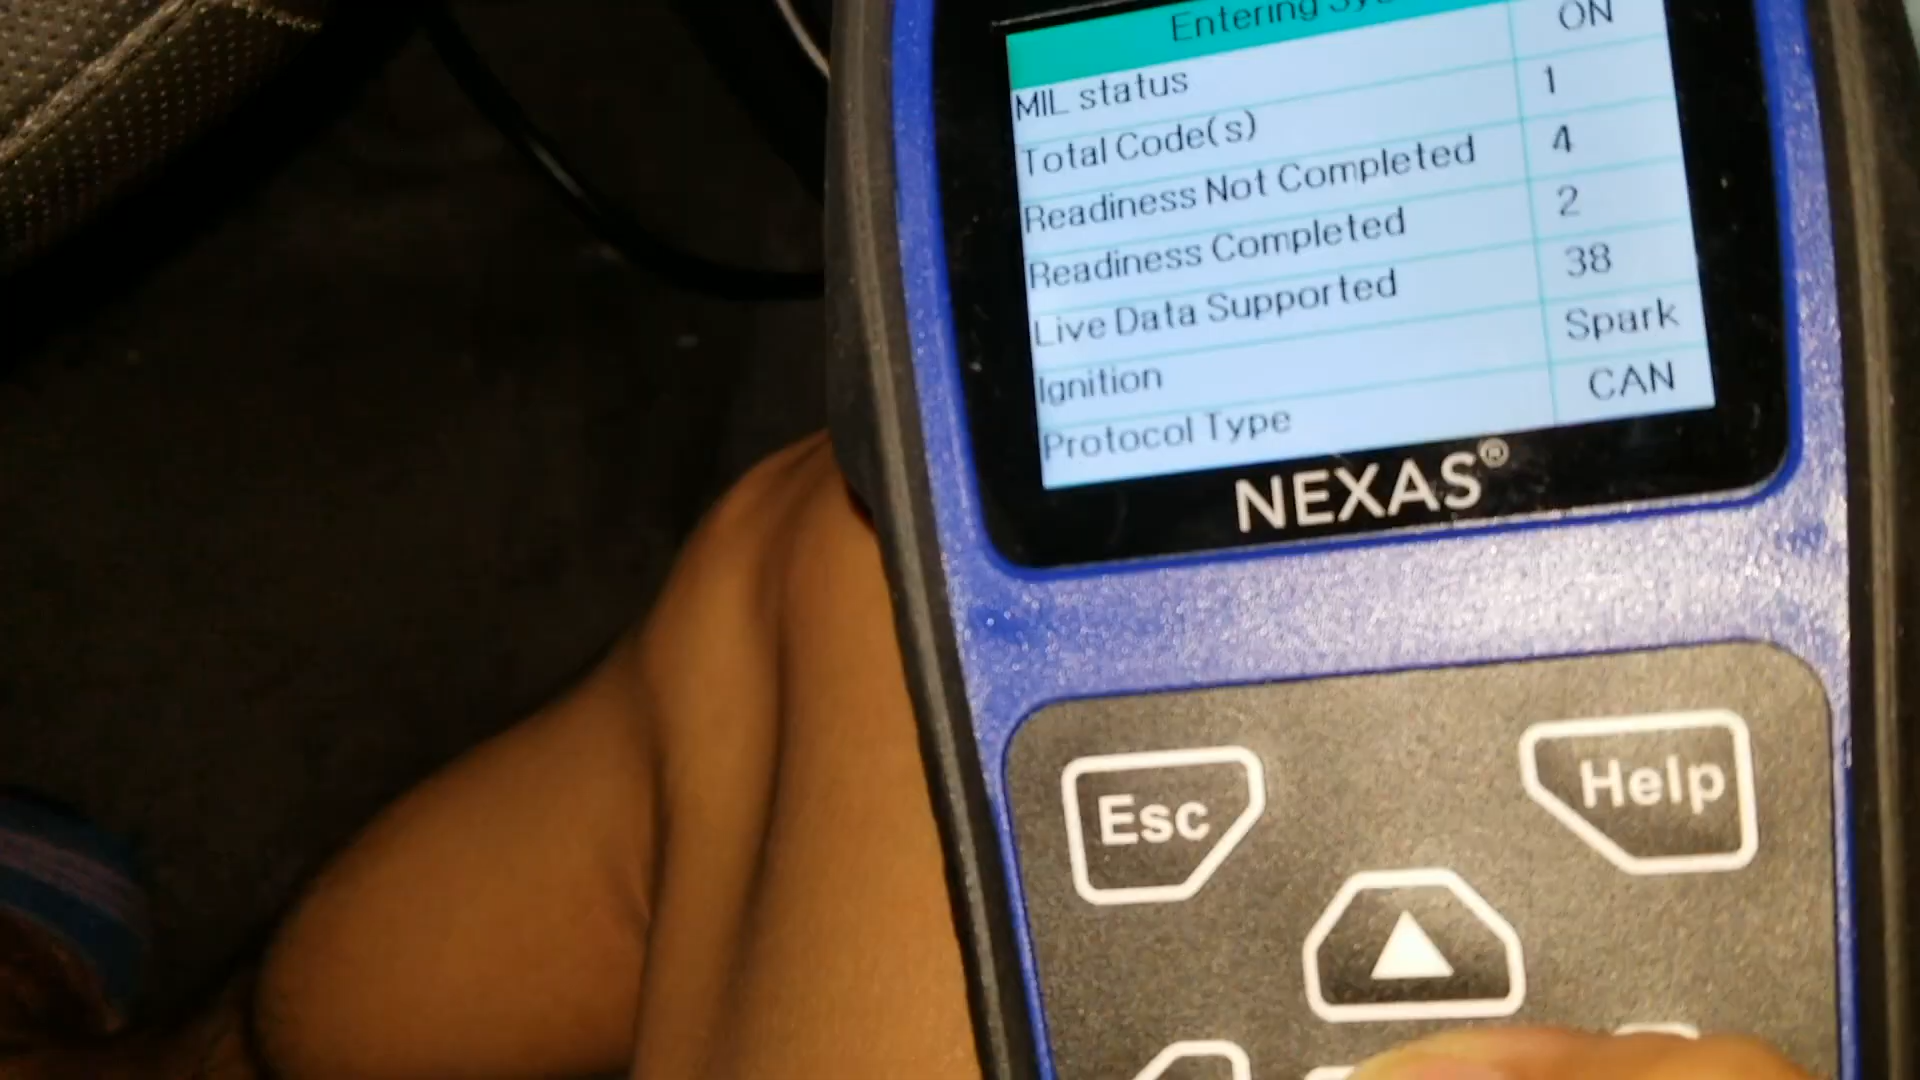 Entering
MIL status ON
Total Code(s) 1
Readiness Not Completed 4
Readiness Completed 2
Live Data Supported 38
Ignition Spark
Protocol Type CAN
NEXAS®
Esc
Help